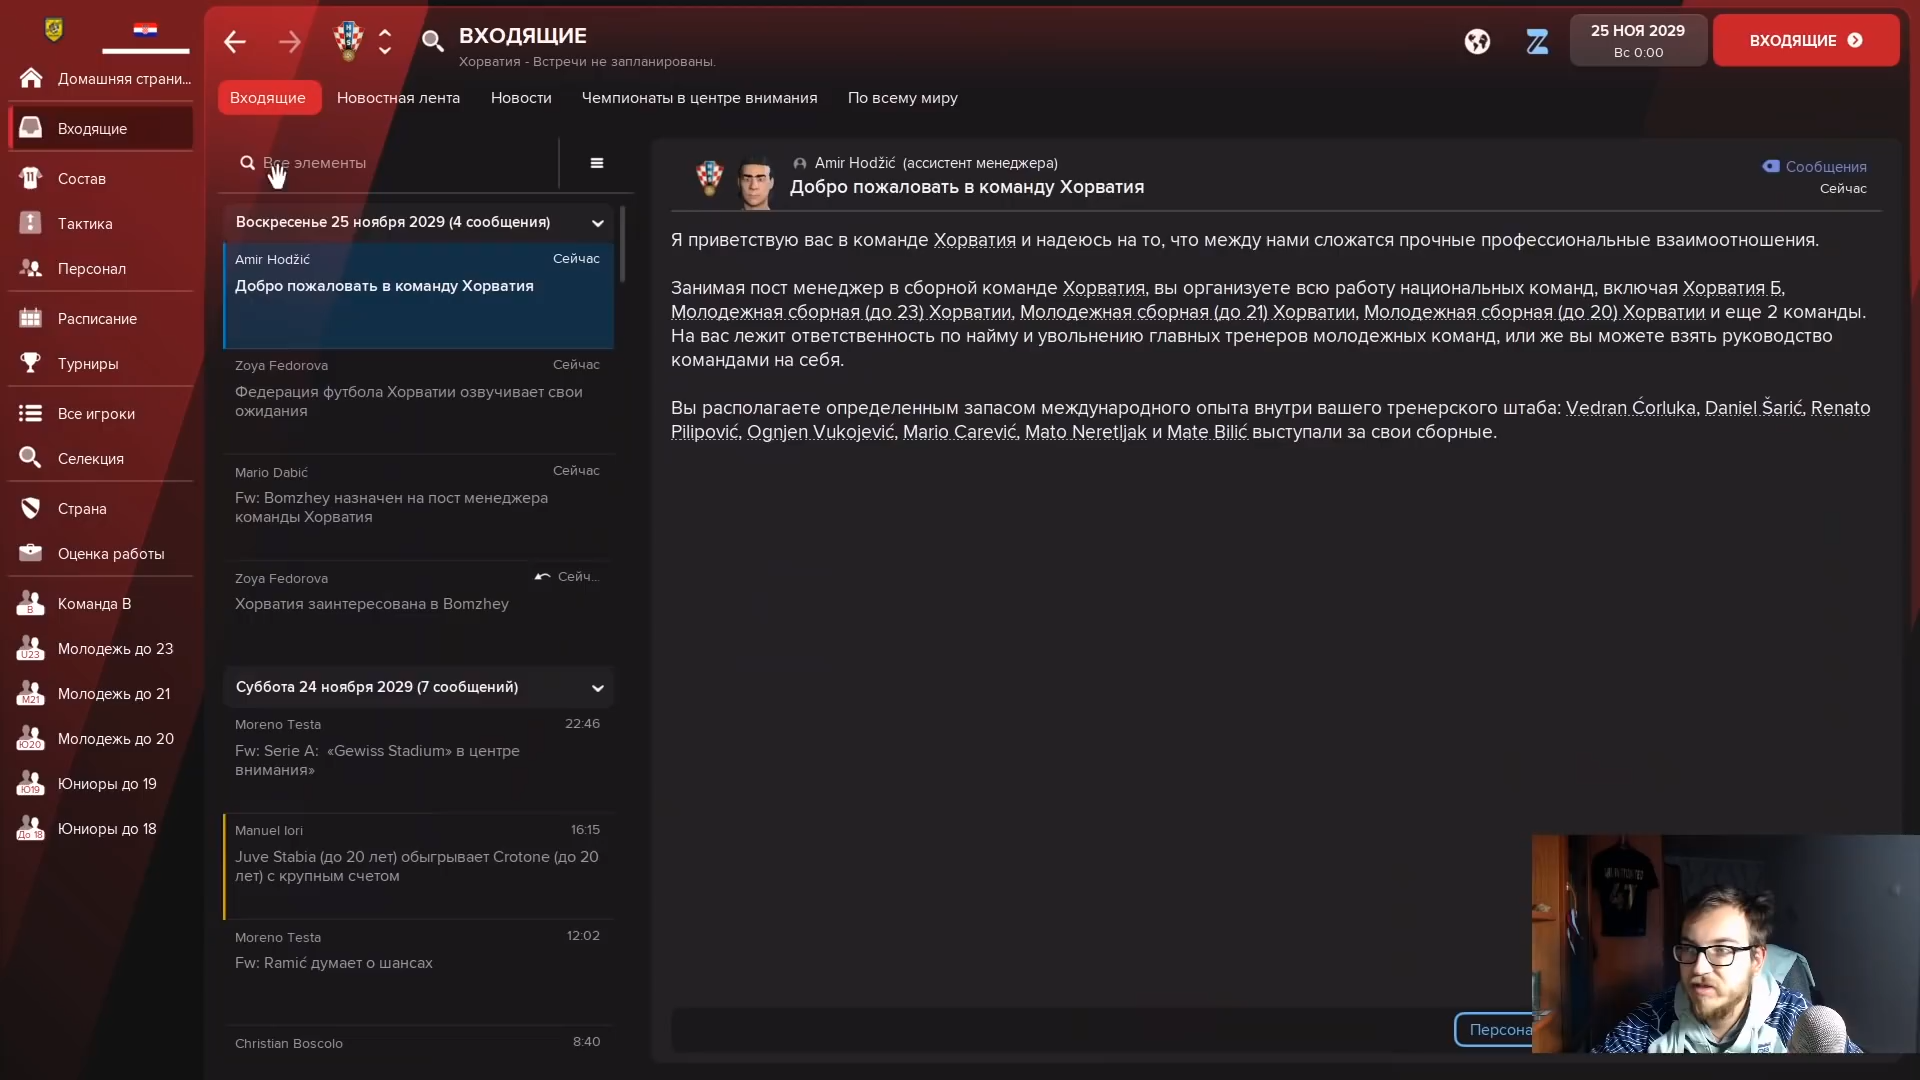 ВХОДЯЩИЕ
Хорватия - Встречи не запланированы.
25 НОЯ 2029
Вс 0:00
ВХОДЯЩИЕ
Домашняя страни...
Входящие
Состав
Тактика
Персонал
Расписание
Турниры
Все игроки
Селекция
Страна
Оценка работы
B
Команда B
U23
Молодежь до 23
М21
Молодежь до 21
Ю20
Молодежь до 20
Ю19
Юниоры до 19
До 18
Юниоры до 18
Входящие
Новостная лента
Новости
Чемпионаты в центре внимания
По всему миру
Все элементы
Воскресенье 25 ноября 2029 (4 сообщения)
Amir Hodžić
Сейчас
Добро пожаловать в команду Хорватия
Zoya Fedorova
Сейчас
Федерация футбола Хорватии озвучивает свои
ожидания
Mario Dabić
Сейчас
Fw: Bomzhey назначен на пост менеджера
команды Хорватия
Zoya Fedorova
Сейч...
Хорватия заинтересована в Bomzhey
Суббота 24 ноября 2029 (7 сообщений)
Moreno Testa
22:46
Fw: Serie A: «Gewiss Stadium» в центре
внимания»
Manuel Iori
16:15
Juve Stabia (до 20 лет) обыгрывает Crotone (до 20
лет) с крупным счетом
Moreno Testa
12:02
Fw: Ramić думает о шансах
Christian Boscolo
8:40
Amir Hodžić (ассистент менеджера)
Добро пожаловать в команду Хорватия
Сообщения
Сейчас
Я приветствую вас в команде Хорватия и надеюсь на то, что между нами сложатся прочные профессиональные взаимоотношения.
Занимая пост менеджер в сборной команде Хорватия, вы организуете всю работу национальных команд, включая Хорватия Б,
Молодежная сборная (до 23) Хорватии, Молодежная сборная (до 21) Хорватии, Молодежная сборная (до 20) Хорватии и еще 2 команды.
На вас лежит ответственность по найму и увольнению главных тренеров молодежных команд, или же вы можете взять руководство
командами на себя.
Вы располагаете определенным запасом международного опыта внутри вашего тренерского штаба: Vedran Ćorluka, Daniel Šarić, Renato
Pilipović, Ognjen Vukojević, Mario Carević, Mato Neretljak и Mate Bilić выступали за свои сборные.
Персона